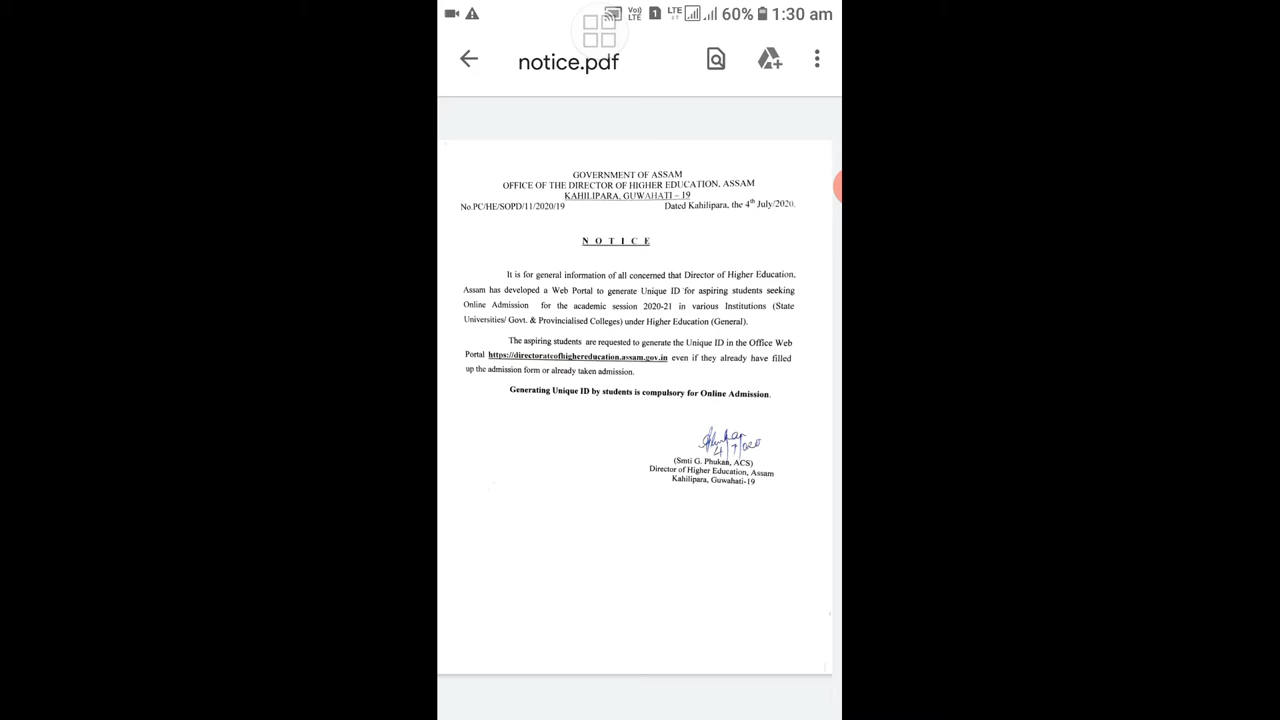 VoJ LTE 1 LTE 60% 1:30 am
notice.pdf
GOVERNMENT OF ASSAM
OFFICE OF THE DIRECTOR OF HIGHER EDUCATION, ASSAM
KAHILIPARA, GUWAHATI – 19
No.PC/HE/SOPD/11/2020/19 Dated Kahilipara, the 4th July/2020.
N O T I C E
It is for general information of all concerned that Director of Higher Education,
Assam has developed a Web Portal to generate Unique ID for aspiring students seeking
Online Admission for the academic session 2020-21 in various Institutions (State
Universities/ Govt. & Provincialised Colleges) under Higher Education (General).
The aspiring students are requested to generate the Unique ID in the Office Web
Portal https://directorateofhighereducation.assam.gov.in even if they already have filled
up the admission form or already taken admission.
Generating Unique ID by students is compulsory for Online Admission.
4/7/2020
(Smti G. Phukan, ACS)
Director of Higher Education, Assam
Kahilipara, Guwahati-19